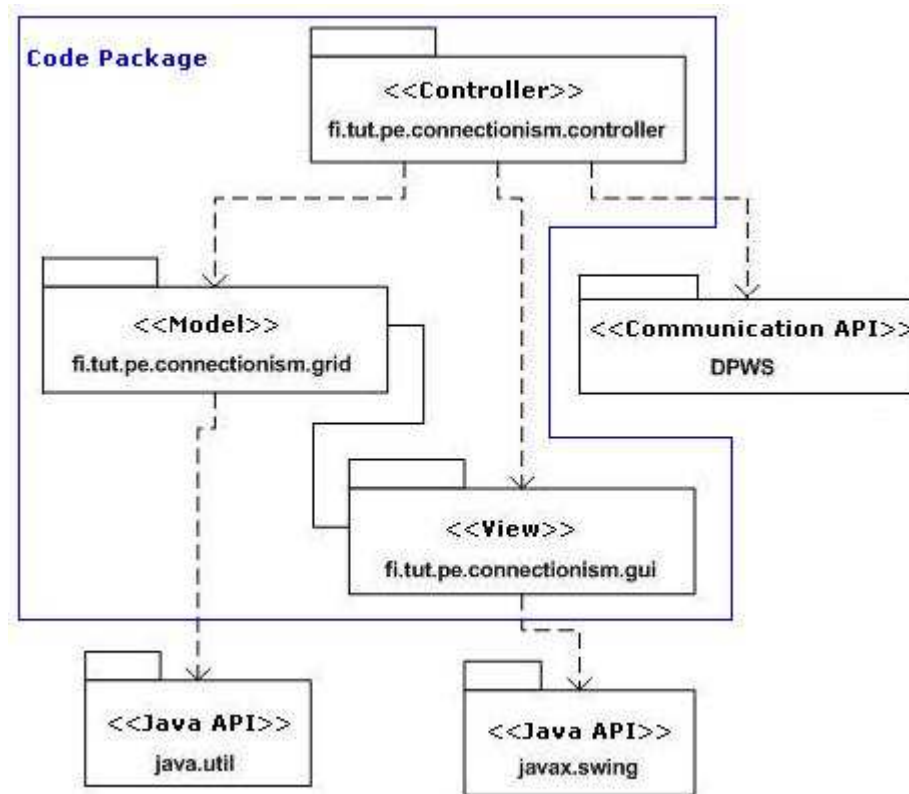 Code Package
<<Controller>>
fi.tut.pe.connectionism.controller
<<Model>>
fi.tut.pe.connectionism.grid
<<Communication API>>
DPWS
<<View>>
fi.tut.pe.connectionism.gui
<<Java API>>
java.util
<<Java API>>
javax.swing